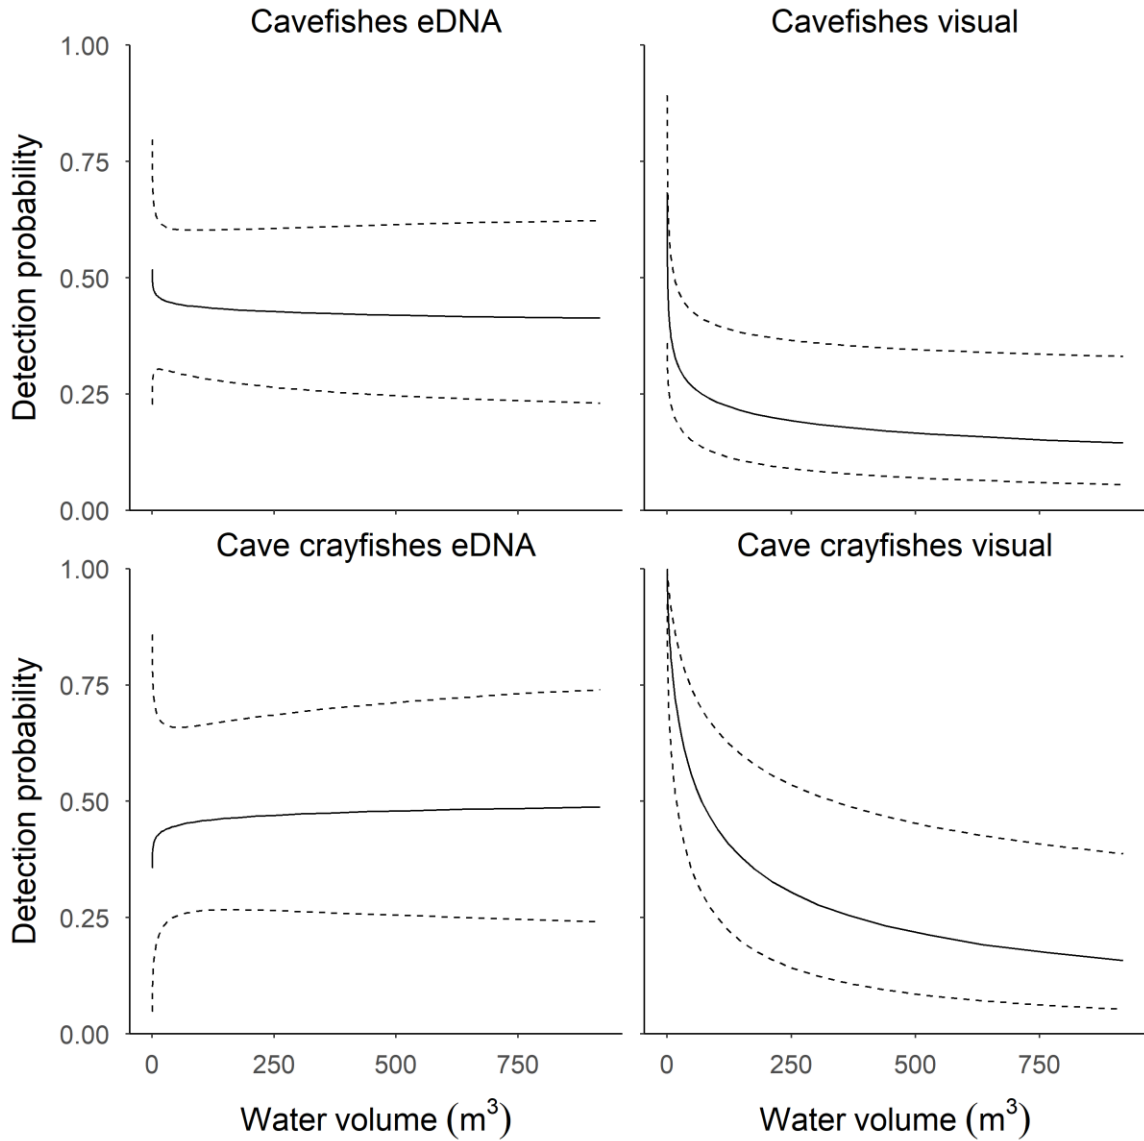 Cavefishes eDNA
Cavefishes visual
Detection probability
1.00
0.75
0.50
0.25
0.00
Cave crayfishes eDNA
Cave crayfishes visual
Detection probability
1.00
0.75
0.50
0.25
0.00
0 250 500 750
0 250 500 750
Water volume (m³)
Water volume (m³)